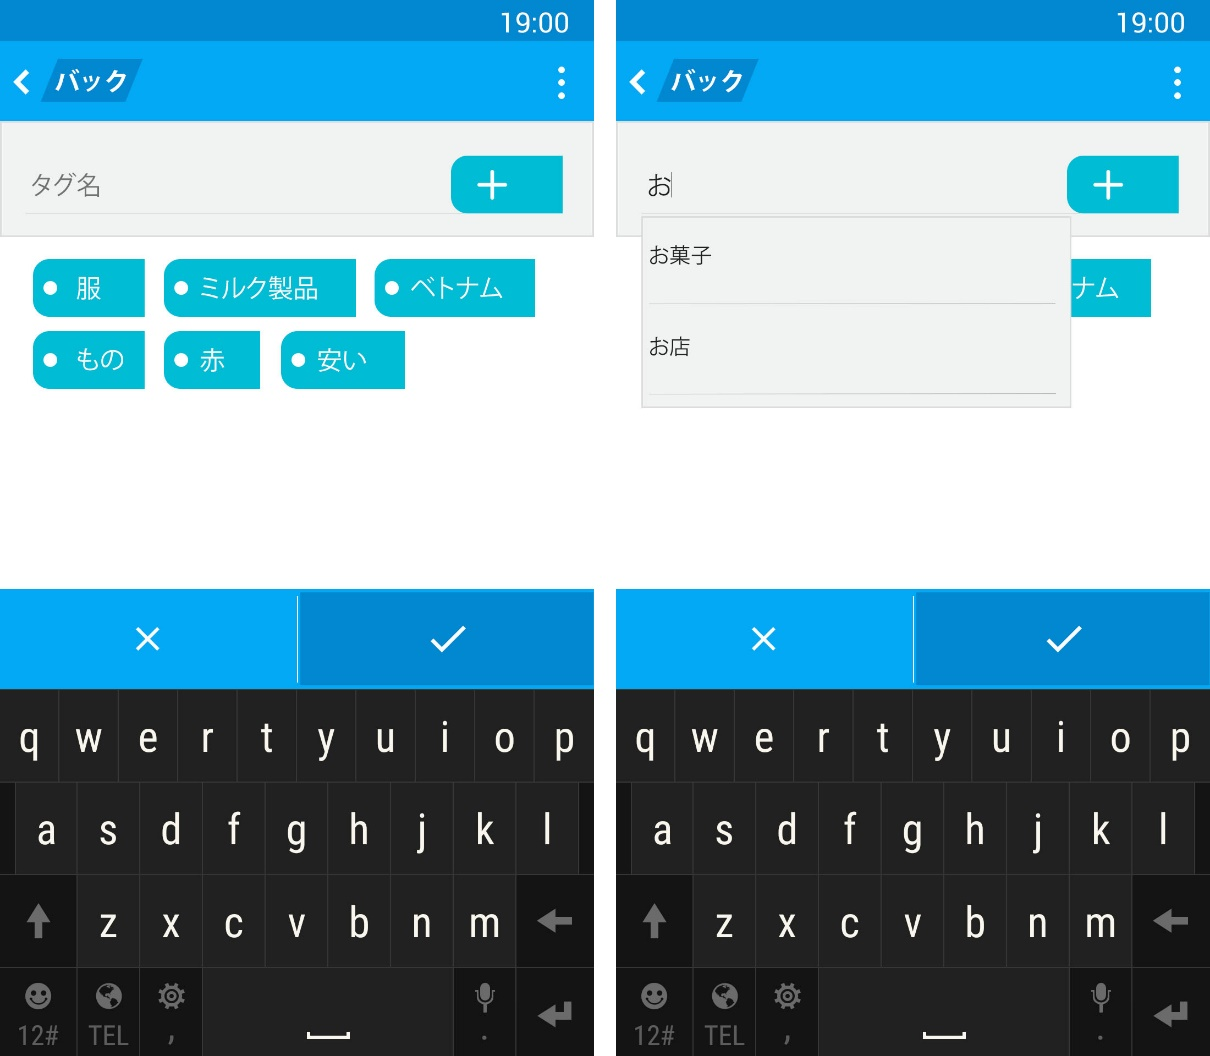 19:00
バック
タグ名
服
ミルク製品
ベトナム
もの
赤
安い
q w e r t y u i o p
a s d f g h j k l
z x c v b n m
12# TEL , .
19:00
バック
お
お菓子
ナム
お店
q w e r t y u i o p
a s d f g h j k l
z x c v b n m
12# TEL , .